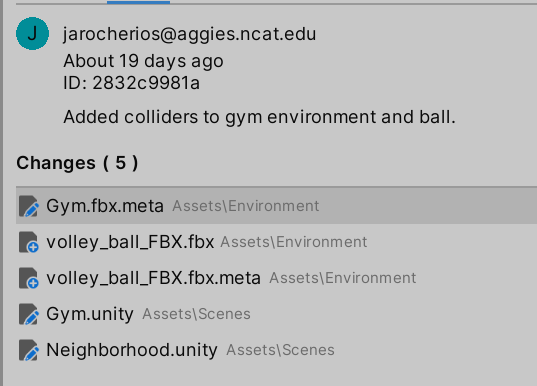 J
jarocherios@aggies.ncat.edu
About 19 days ago
ID: 2832c9981a
Added colliders to gym environment and ball.
Changes ( 5 )
Gym.fbx.meta Assets\Environment
volley_ball_FBX.fbx Assets\Environment
volley_ball_FBX.fbx.meta Assets\Environment
Gym.unity Assets\Scenes
Neighborhood.unity Assets\Scenes